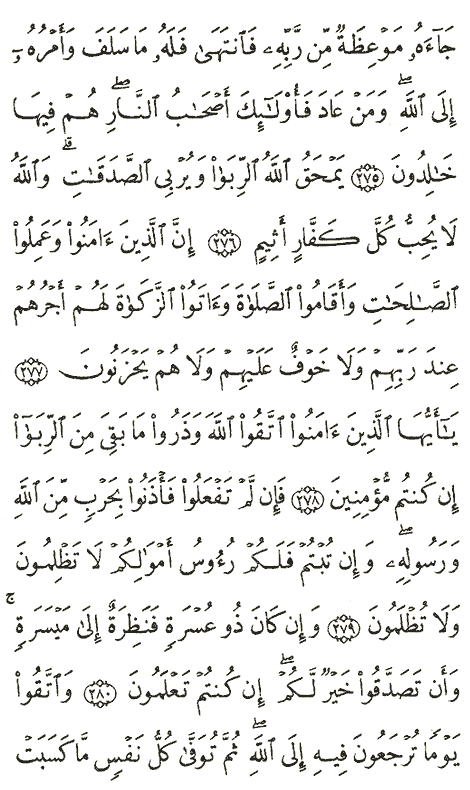 جَآءَهُۥ مَوْعِظَةٌ مِّن رَّبِّهِۦ فَٱنتَهَىٰ فَلَهُۥ مَا سَلَفَ وَأَمْرُهُۥٓ
إِلَى ٱللَّهِۖ وَمَنْ عَادَ فَأُو۟لَٰٓئِكَ أَصْحَٰبُ ٱلنَّارِۖ هُمْ فِيهَا
خَٰلِدُونَ ٢٧٥ يَمْحَقُ ٱللَّهُ ٱلرِّبَوٰا۟ وَيُرْبِى ٱلصَّدَقَٰتِۗ وَٱللَّهُ
لَا يُحِبُّ كُلَّ كَفَّارٍ أَثِيمٍ ٢٧٦ إِنَّ ٱلَّذِينَ ءَامَنُوا۟ وَعَمِلُوا۟
ٱلصَّٰلِحَٰتِ وَأَقَامُوا۟ ٱلصَّلَوٰةَ وَءَاتَوُا۟ ٱلزَّكَوٰةَ لَهُمْ أَجْرُهُمْ
عِندَ رَبِّهِمْ وَلَا خَوْفٌ عَلَيْهِمْ وَلَا هُمْ يَحْزَنُونَ ٢٧٧
يَٰٓأَيُّهَا ٱلَّذِينَ ءَامَنُوا۟ ٱتَّقُوا۟ ٱللَّهَ وَذَرُوا۟ مَا بَقِىَ مِنَ ٱلرِّبَوٰٓا۟
إِن كُنتُم مُّؤْمِنِينَ ٢٧٨ فَإِن لَّمْ تَفْعَلُوا۟ فَأْذَنُوا۟ بِحَرْبٍ مِّنَ ٱللَّهِ
وَرَسُولِهِۦۖ وَإِن تُبْتُمْ فَلَكُمْ رُءُوسُ أَمْوَٰلِكُمْ لَا تَظْلِمُونَ
وَلَا تُظْلَمُونَ ٢٧٩ وَإِن كَانَ ذُو عُسْرَةٍ فَنَظِرَةٌ إِلَىٰ مَيْسَرَةٍۚ
وَأَن تَصَدَّقُوا۟ خَيْرٌ لَّكُمْۖ إِن كُنتُمْ تَعْلَمُونَ ٢٨٠ وَٱتَّقُوا۟
يَوْمًا تُرْجَعُونَ فِيهِ إِلَى ٱللَّهِۖ ثُمَّ تُوَفَّىٰ كُلُّ نَفْسٍ مَّا كَسَبَتْ